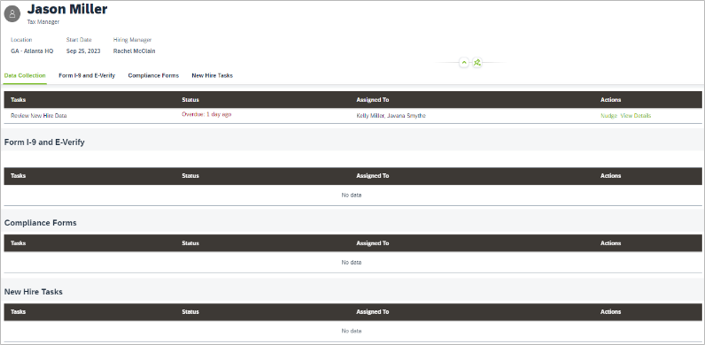 Jason Miller
Tax Manager
Location Start Date Hiring Manager
GA - Atlanta HQ Sep 25, 2023 Rachel McClain
Data Collection Form I-9 and E-Verify Compliance Forms New Hire Tasks
Tasks Status Assigned To Actions
Review New Hire Data Overdue: 1 day ago Kelly Miller, Javana Smythe Nudge View Details
Form I-9 and E-Verify
Tasks Status Assigned To Actions
No data
Compliance Forms
Tasks Status Assigned To Actions
No data
New Hire Tasks
Tasks Status Assigned To Actions
No data